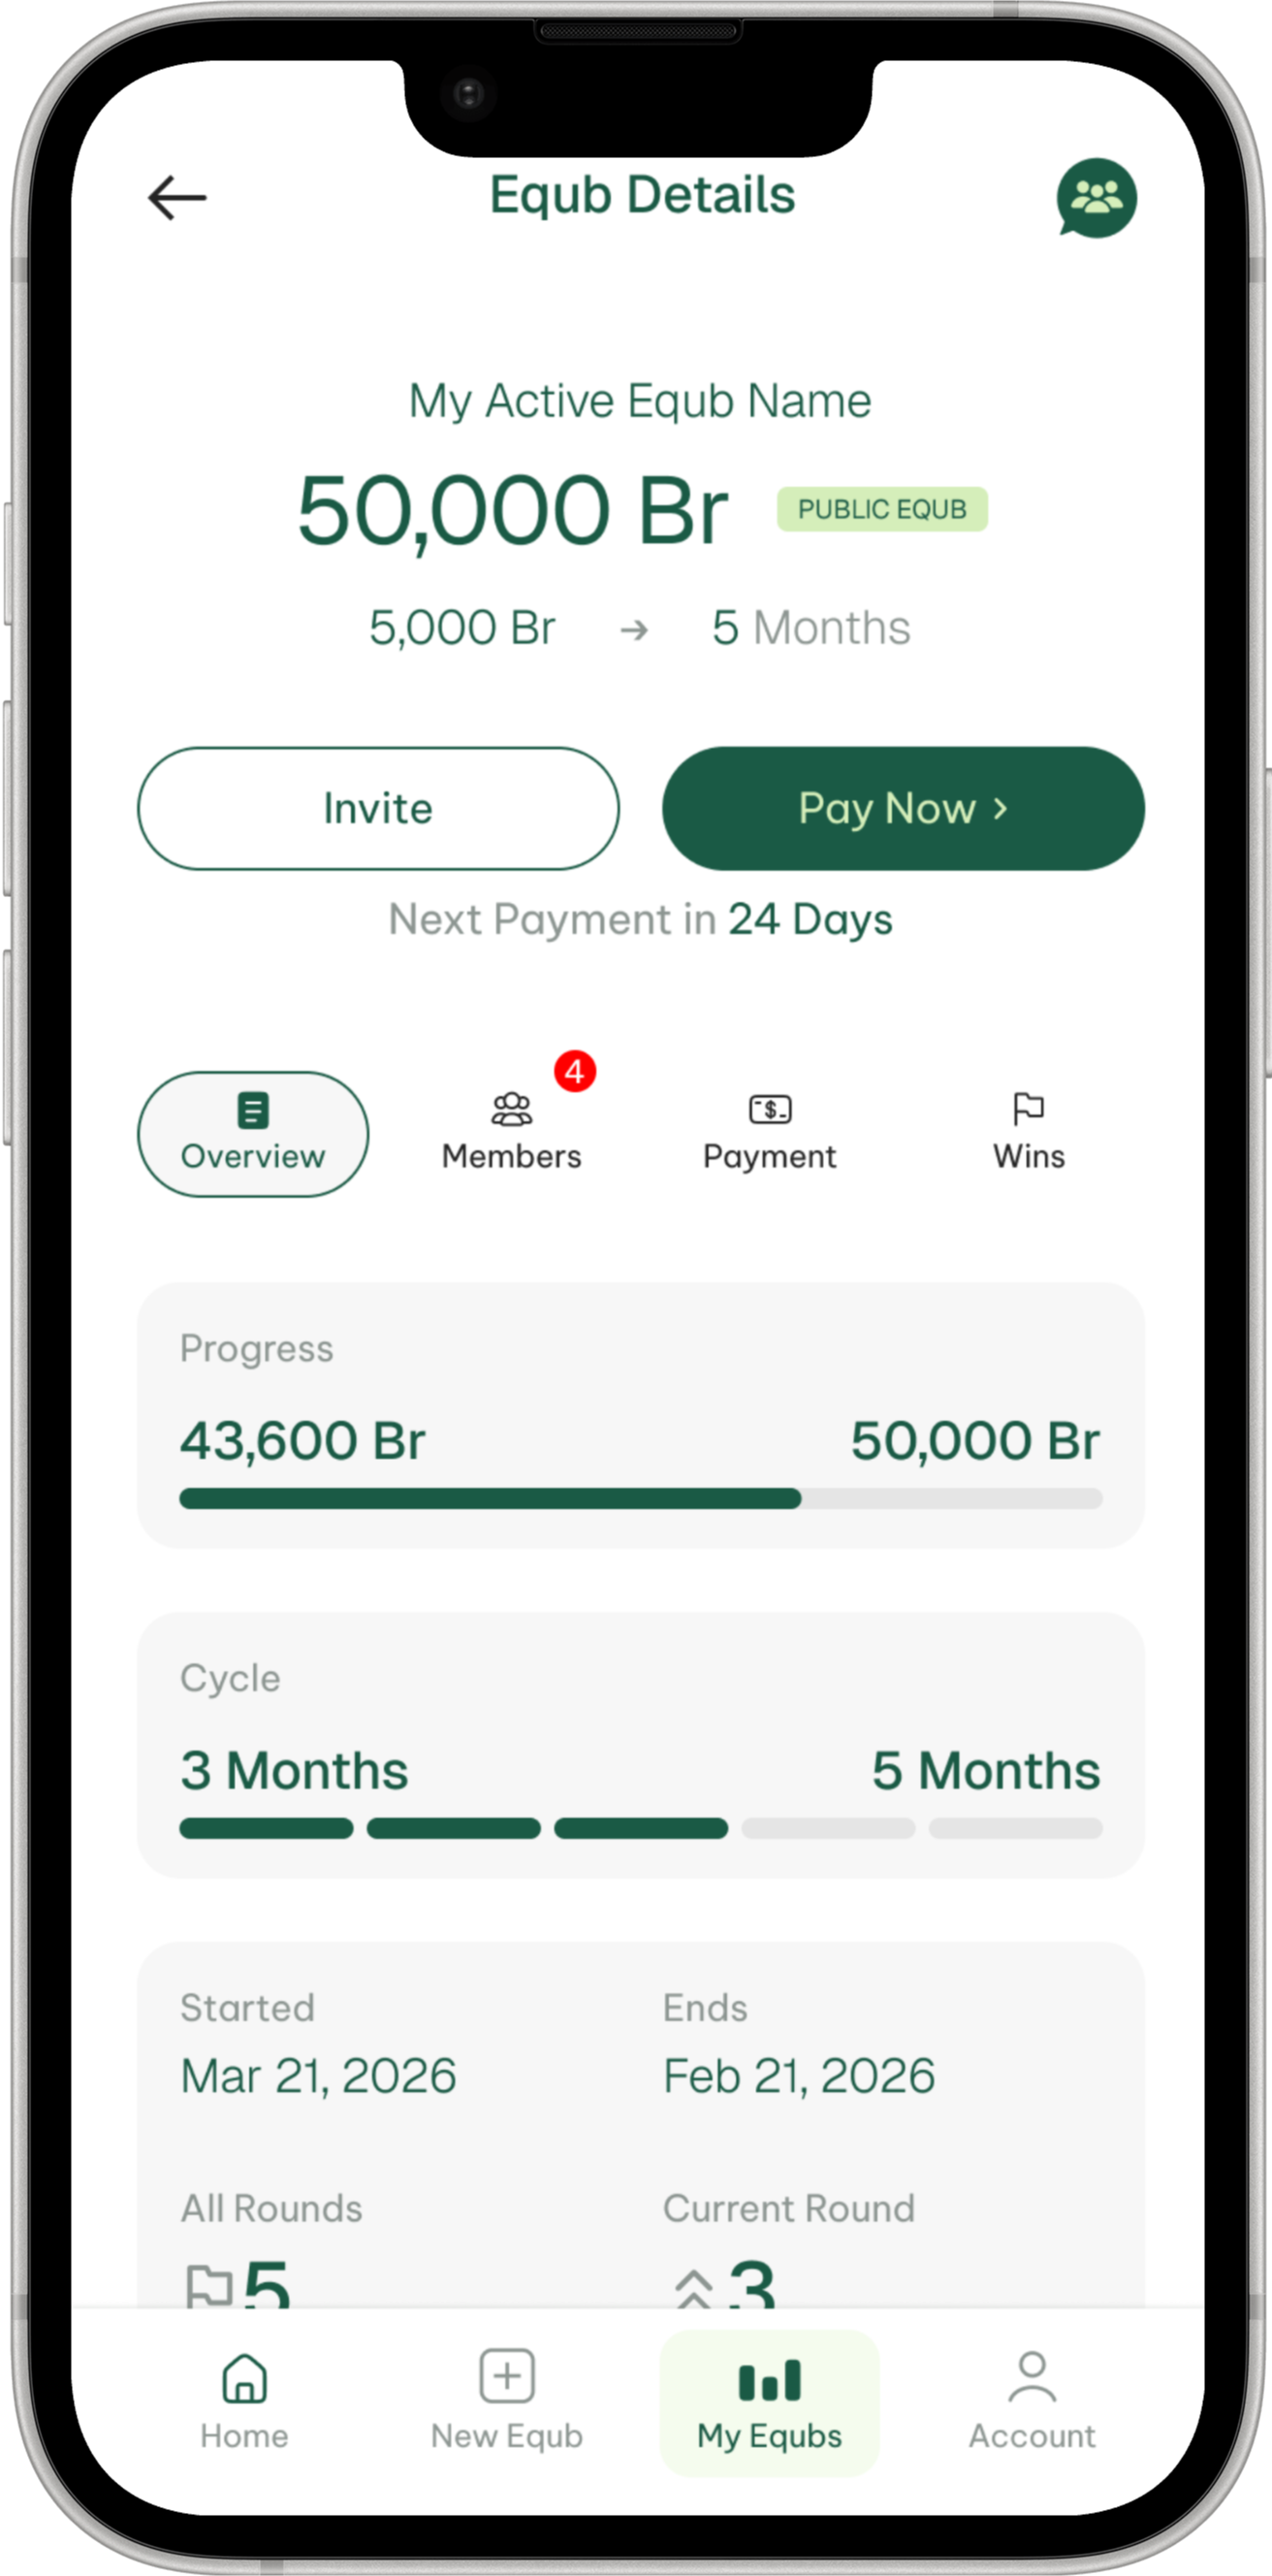 Equb Details
My Active Equb Name
50,000 Br PUBLIC EQUB
5,000 Br → 5 Months
Invite Pay Now >
Next Payment in 24 Days
4
Overview Members Payment Wins
Progress
43,600 Br 50,000 Br
Cycle
3 Months 5 Months
Started Ends
Mar 21, 2026 Feb 21, 2026
All Rounds Current Round
5 3
Home New Equb My Equbs Account